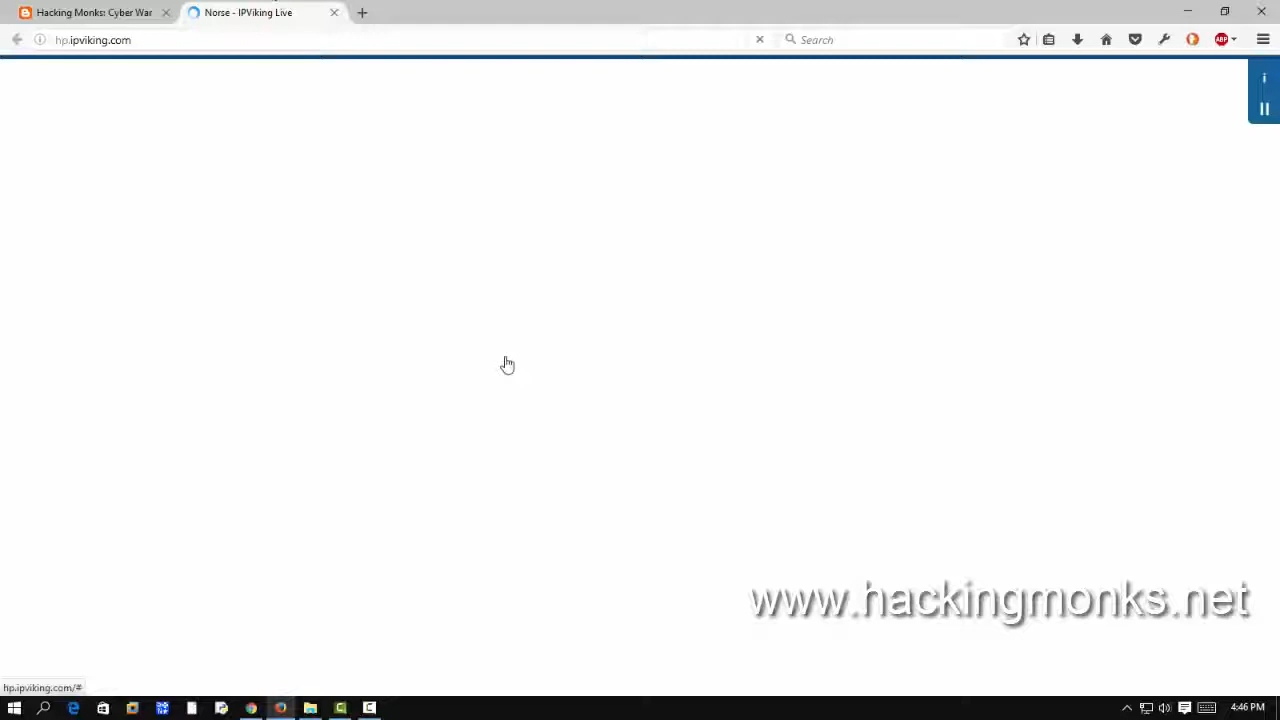 Hacking Monks: Cyber War
Norse - IPViking Live
hp.ipviking.com
Search
ABP
i
www.hackingmonks.net
hp.ipviking.com/#
4:46 PM